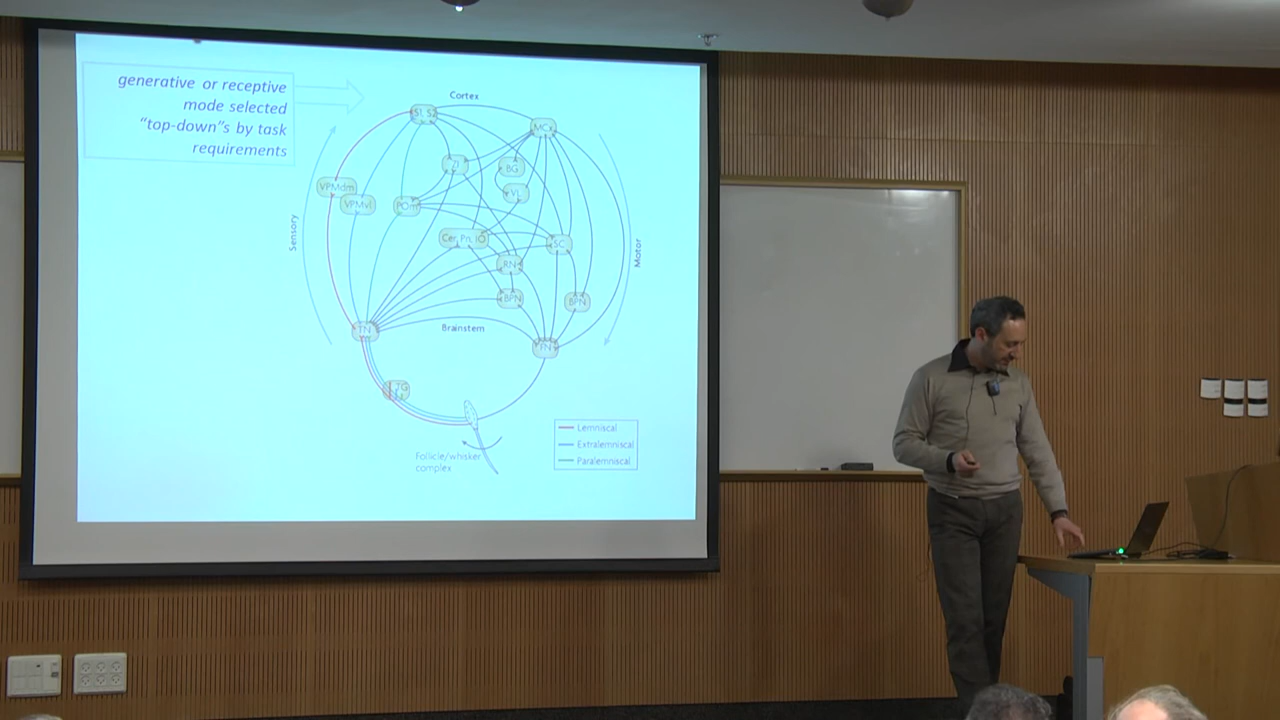 generative or receptive
mode selected
“top-down”s by task
requirements
Cortex
S1, S2
MCx
ZI
BG
VPMdm
VL
VPMvl
POm
Sensory
Cer, Pn, IO
SC
Motor
RN
BPN
BPN
TN
Brainstem
FN
TG
Follicle/whisker
complex
Lemniscal
Extralemniscal
Paralemniscal